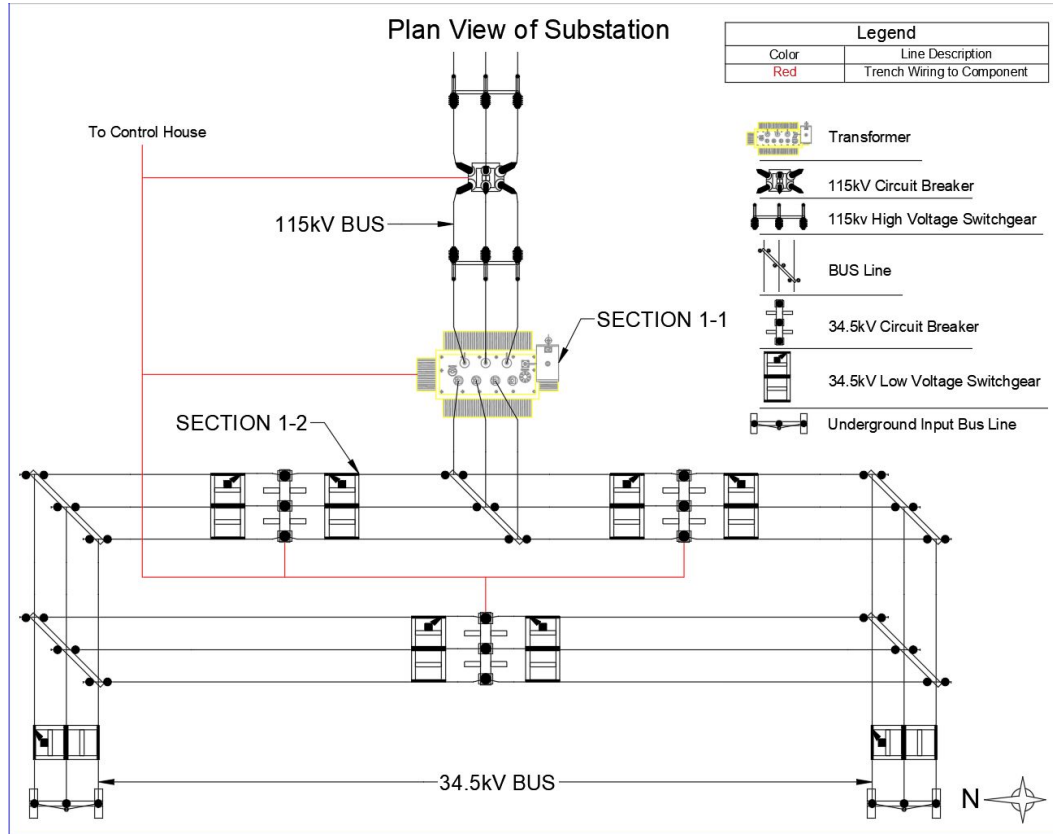 Plan View of Substation
Legend
Color Line Description
Red Trench Wiring to Component
To Control House
Transformer
115kV Circuit Breaker
115kV BUS
115kv High Voltage Switchgear
BUS Line
SECTION 1-1
34.5kV Circuit Breaker
34.5kV Low Voltage Switchgear
SECTION 1-2
Underground Input Bus Line
34.5kV BUS
N